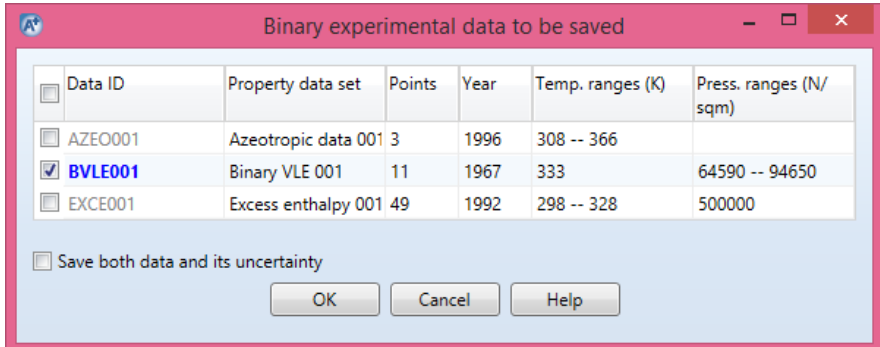 A+
Binary experimental data to be saved
Data ID Property data set Points Year Temp. ranges (K) Press. ranges (N/
sqm)
AZEO001 Azeotropic data 001 3 1996 308 -- 366
BVLE001 Binary VLE 001 11 1967 333 64590 -- 94650
EXCE001 Excess enthalpy 001 49 1992 298 -- 328 500000
Save both data and its uncertainty
OK Cancel Help